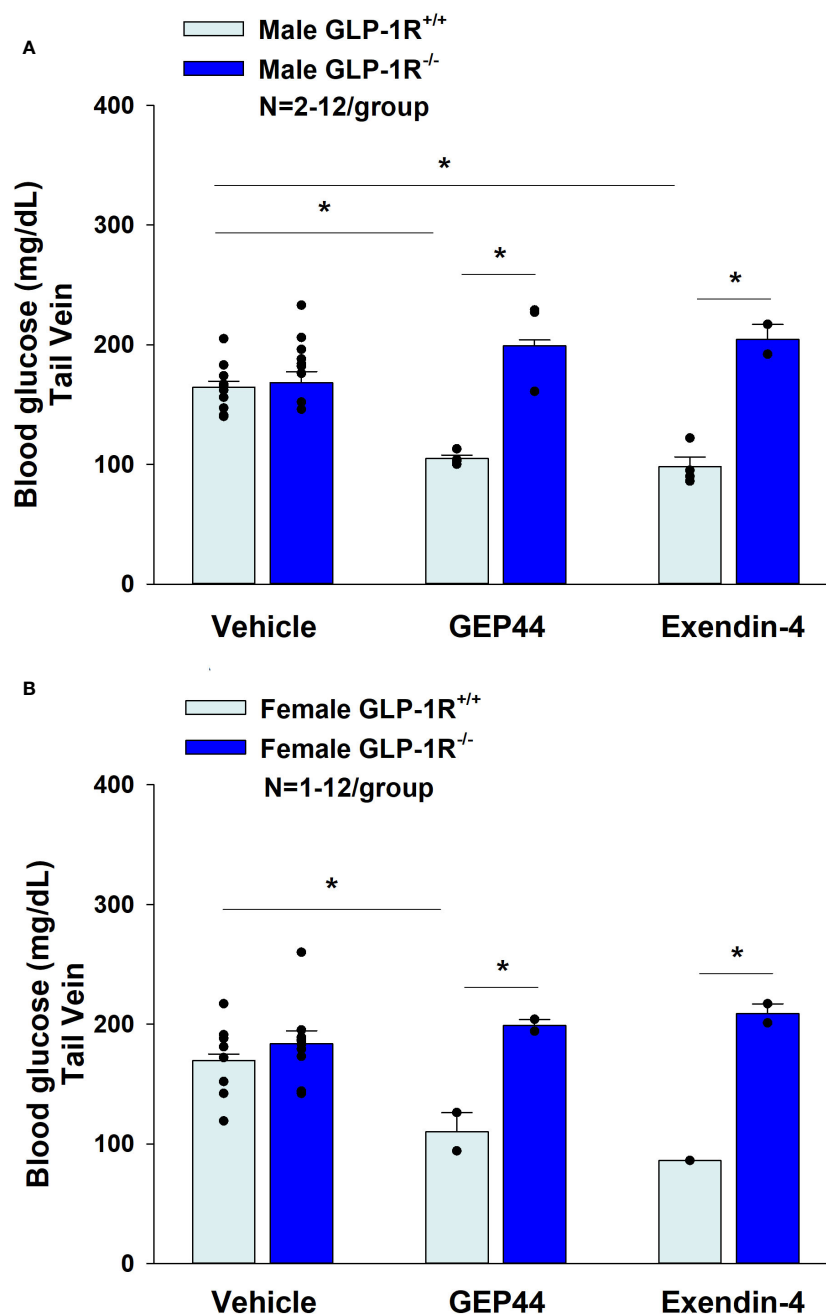 A
Male GLP-1R+/+
Male GLP-1R-/-
N=2-12/group
Blood glucose (mg/dL)
Tail Vein
400
300
200
100
0
*
*
*
*
Vehicle GEP44 Exendin-4
B
Female GLP-1R+/+
Female GLP-1R-/-
N=1-12/group
Blood glucose (mg/dL)
Tail Vein
400
300
200
100
0
*
*
*
Vehicle GEP44 Exendin-4